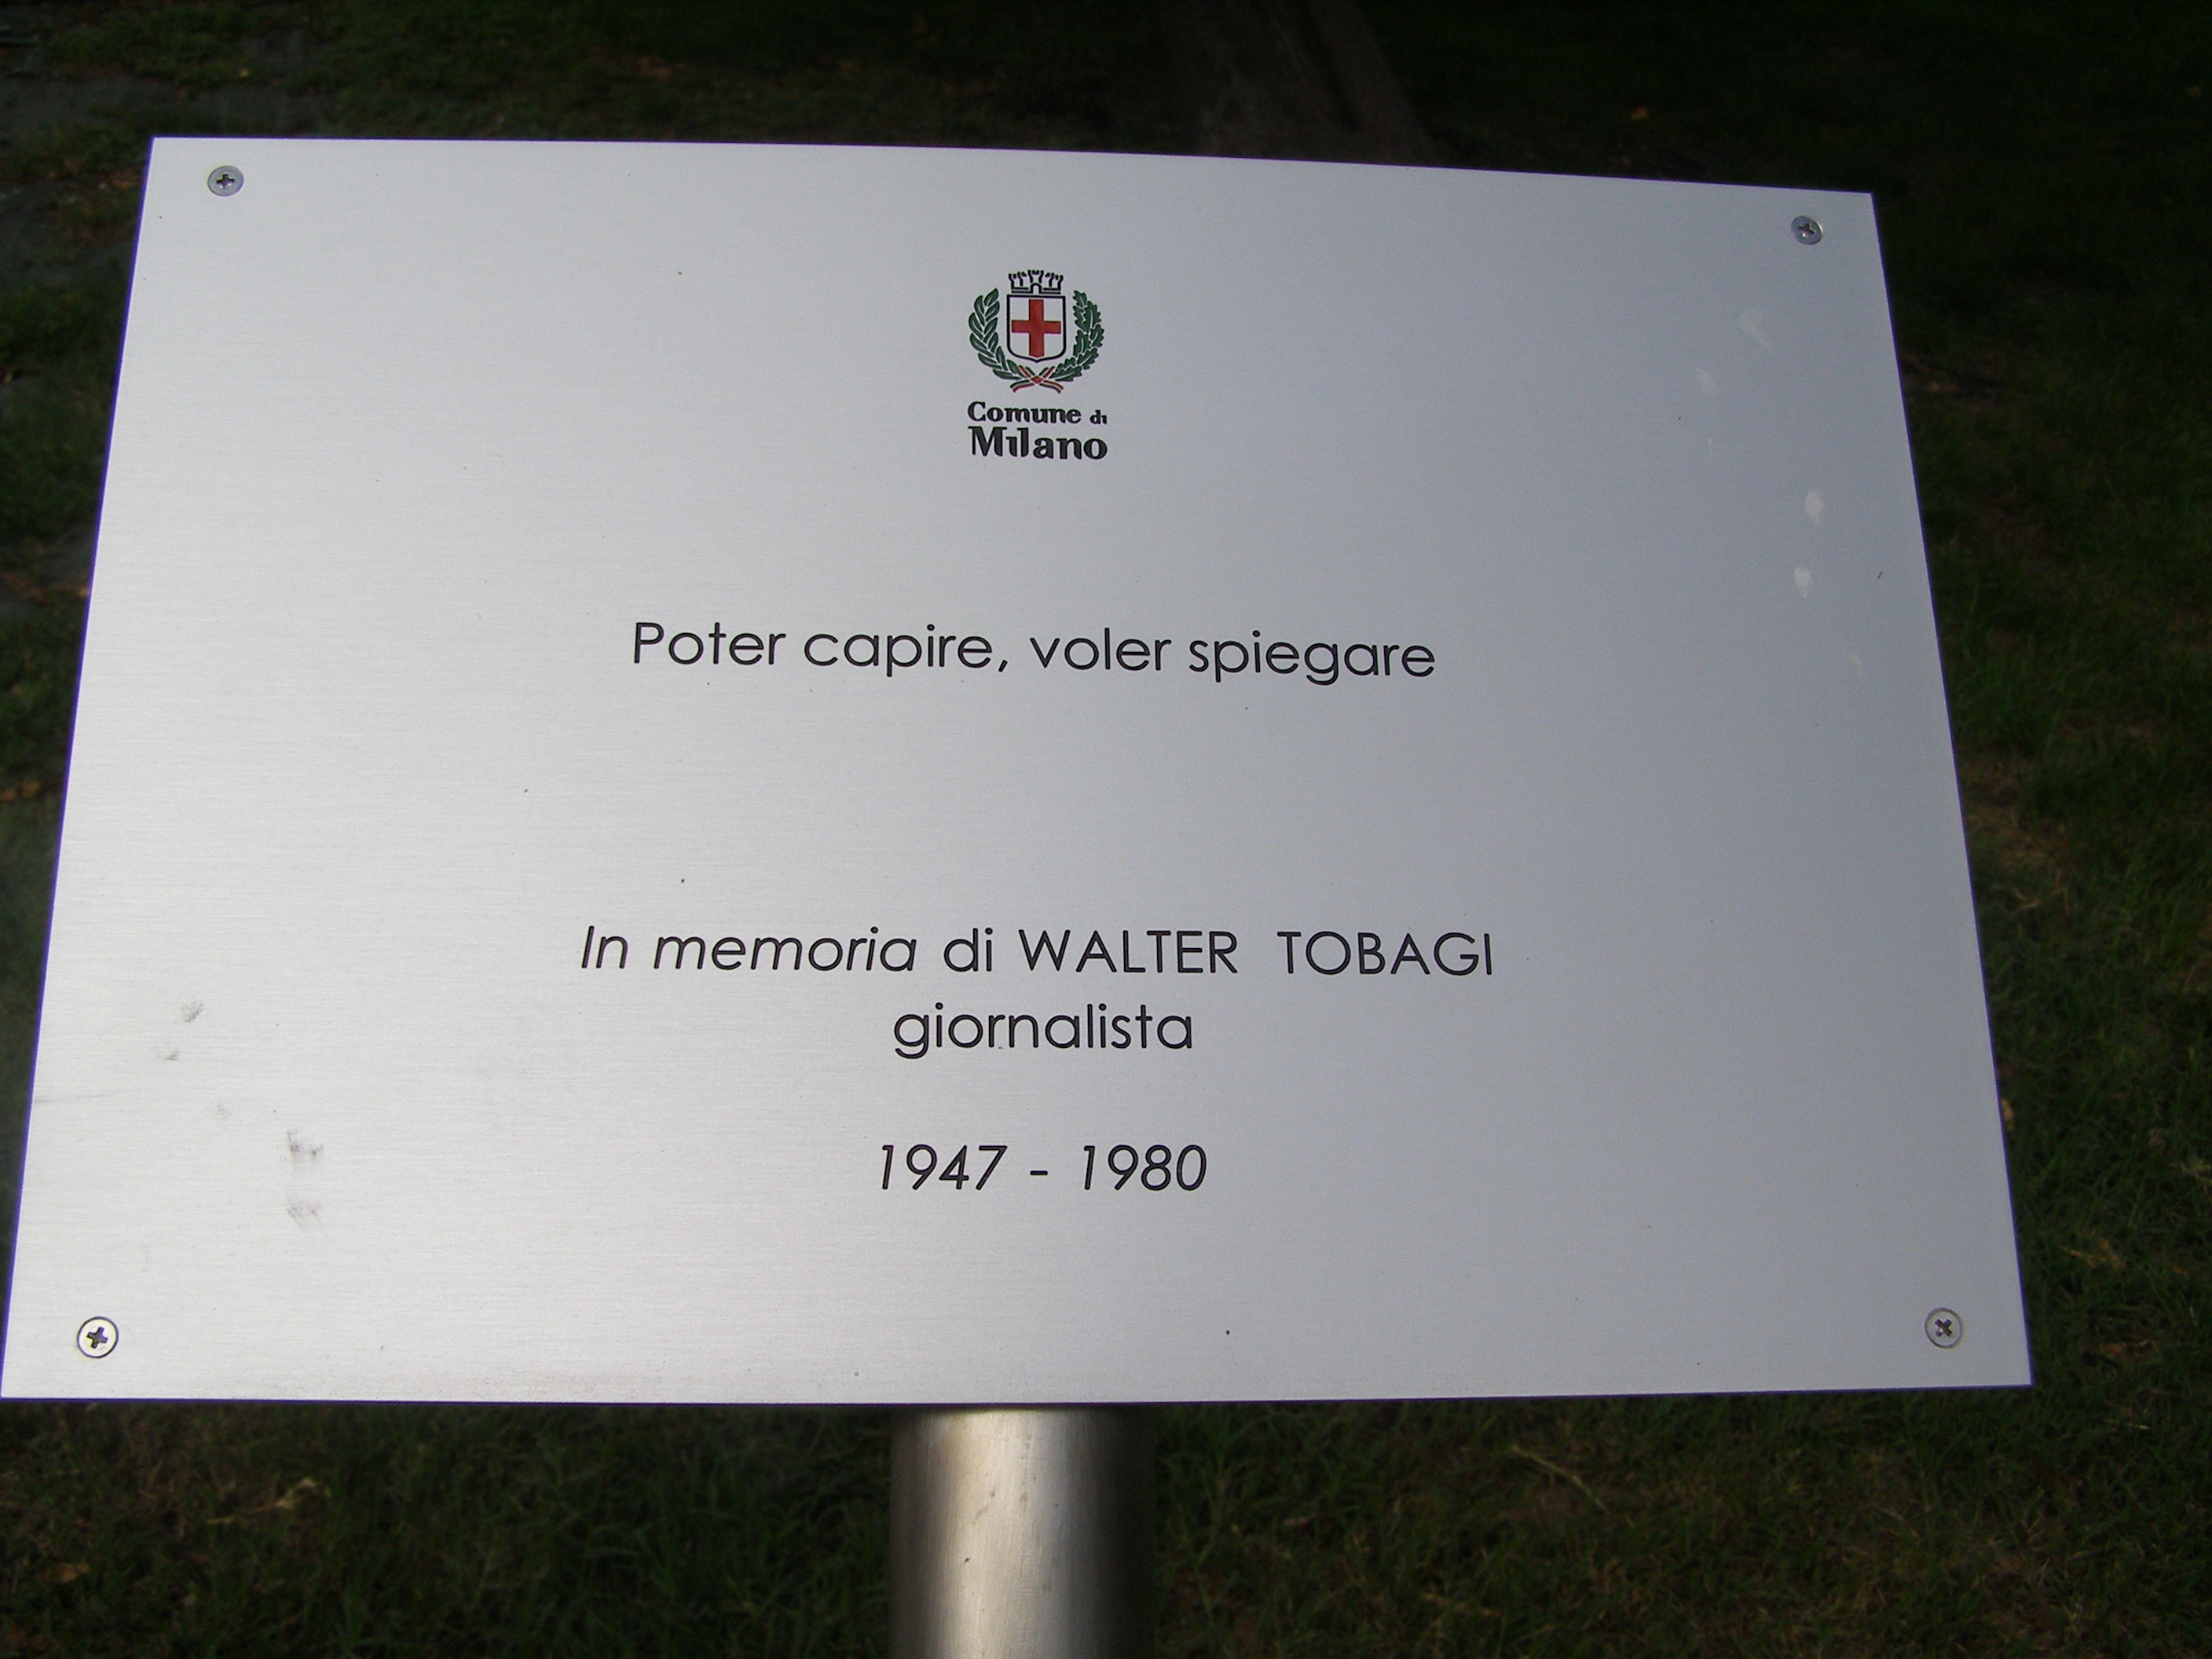 Comune di
Milano
Poter capire, voler spiegare
In memoria di WALTER TOBAGI
giornalista
1947 - 1980